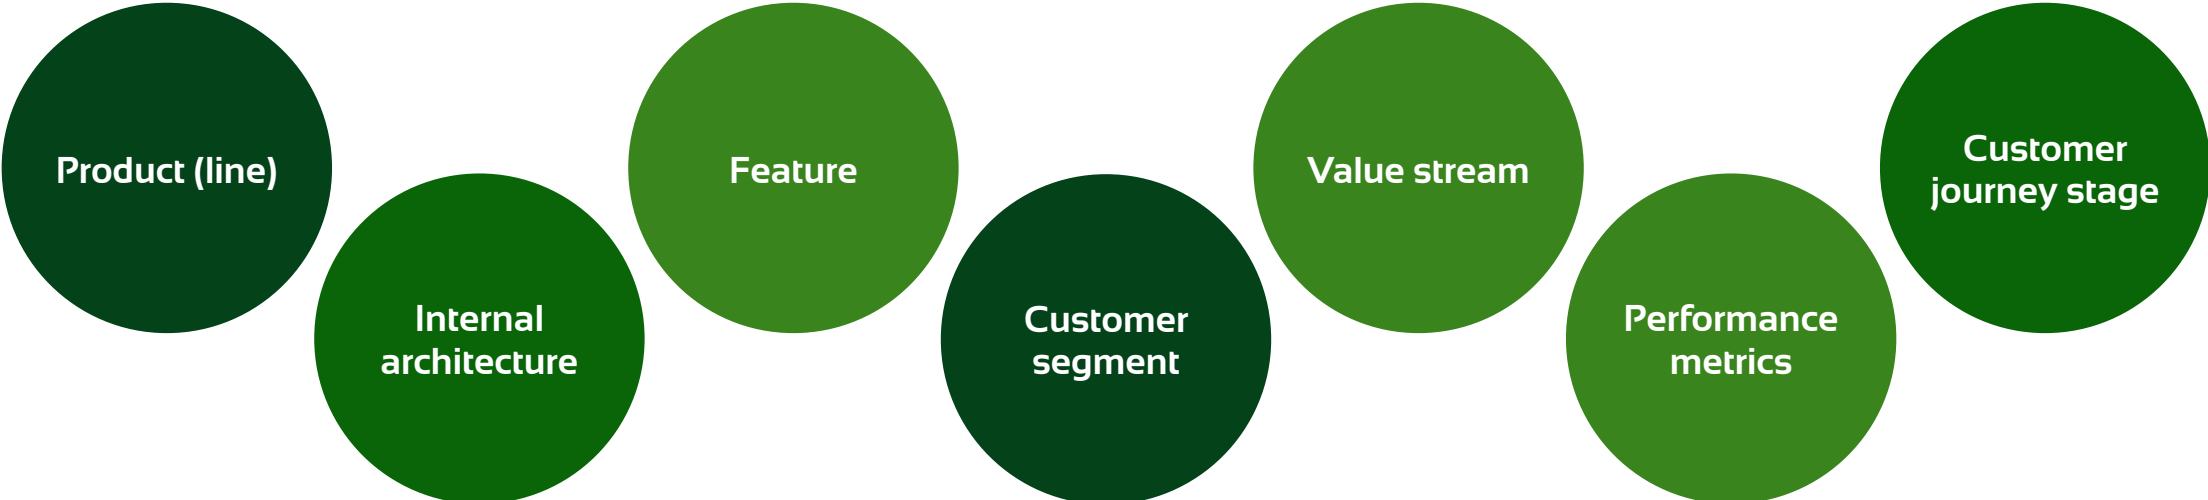 Product (line)
Internal
architecture
Feature
Customer
segment
Value stream
Performance
metrics
Customer
journey stage